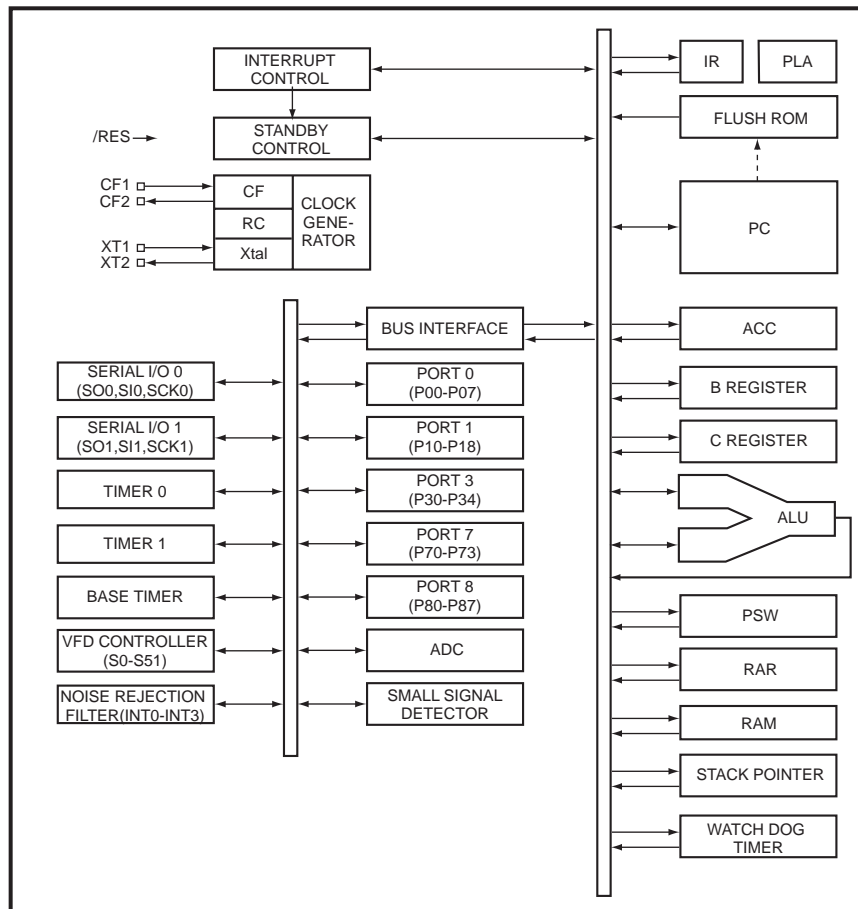 INTERRUPT
CONTROL
/RES
STANDBY
CONTROL
CF1
CF2
XT1
XT2
CF
RC
Xtal
CLOCK
GENE-
RATOR
IR
PLA
FLUSH ROM
PC
BUS INTERFACE
ACC
SERIAL I/O 0
(SO0,SI0,SCK0)
PORT 0
(P00-P07)
B REGISTER
SERIAL I/O 1
(SO1,SI1,SCK1)
PORT 1
(P10-P18)
C REGISTER
TIMER 0
PORT 3
(P30-P34)
ALU
TIMER 1
PORT 7
(P70-P73)
BASE TIMER
PORT 8
(P80-P87)
PSW
VFD CONTROLLER
(S0-S51)
ADC
RAR
NOISE REJECTION
FILTER(INT0-INT3)
SMALL SIGNAL
DETECTOR
RAM
STACK POINTER
WATCH DOG
TIMER